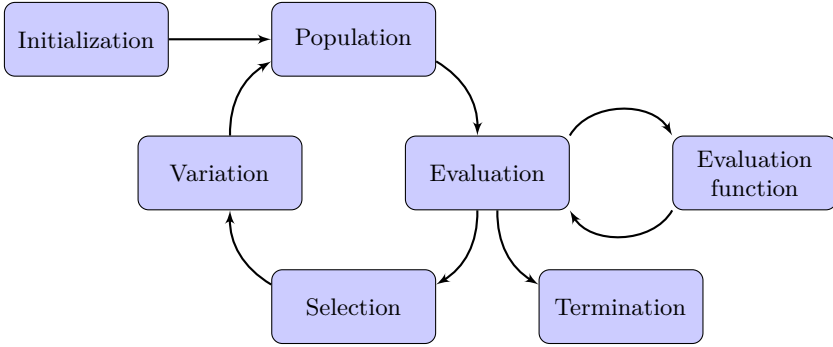 Initialization
Population
Variation
Evaluation
Evaluation
function
Selection
Termination